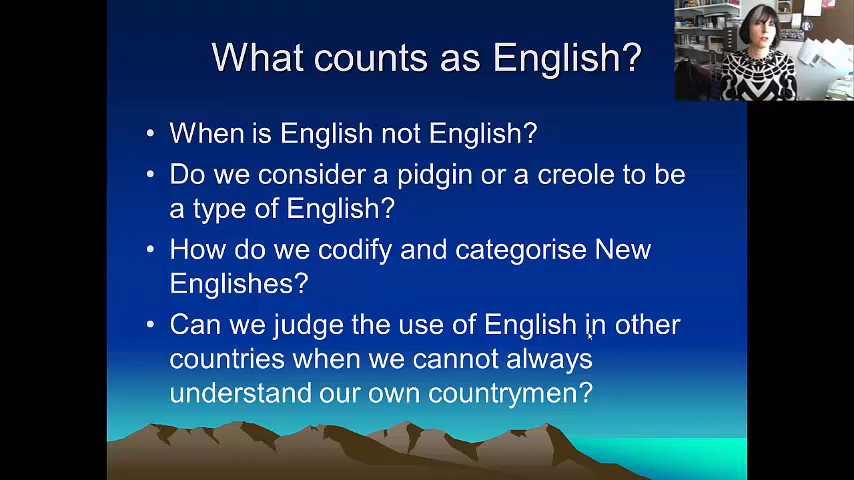 What counts as English?
• When is English not English?
• Do we consider a pidgin or a creole to be
a type of English?
• How do we codify and categorise New
Englishes?
• Can we judge the use of English in other
countries when we cannot always
understand our own countrymen?